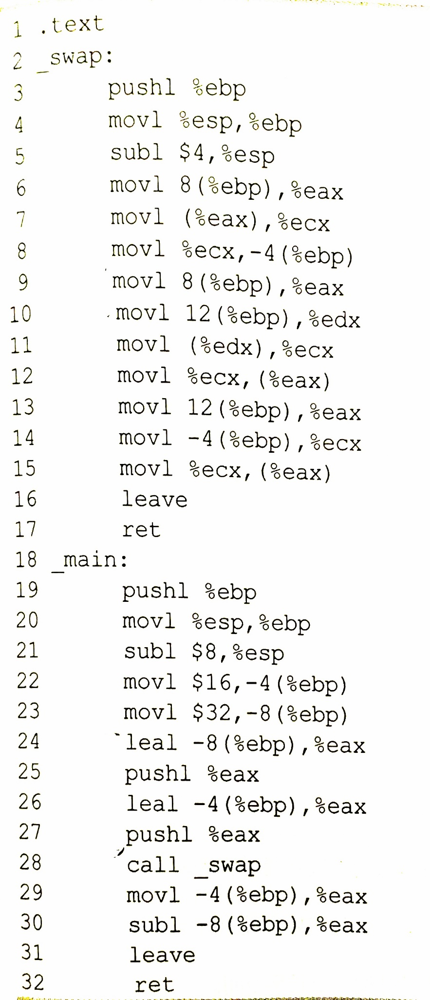 1 .text
2 _swap:
3 pushl %ebp
4 movl %esp,%ebp
5 subl $4,%esp
6 movl 8(%ebp),%eax
7 movl (%eax),%ecx
8 movl %ecx,-4(%ebp)
9 movl 8(%ebp),%eax
10 movl 12(%ebp),%edx
11 movl (%edx),%ecx
12 movl %ecx,(%eax)
13 movl 12(%ebp),%eax
14 movl -4(%ebp),%ecx
15 movl %ecx,(%eax)
16 leave
17 ret
18 _main:
19 pushl %ebp
20 movl %esp,%ebp
21 subl $8,%esp
22 movl $16,-4(%ebp)
23 movl $32,-8(%ebp)
24 leal -8(%ebp),%eax
25 pushl %eax
26 leal -4(%ebp),%eax
27 pushl %eax
28 call _swap
29 movl -4(%ebp),%eax
30 subl -8(%ebp),%eax
31 leave
32 ret